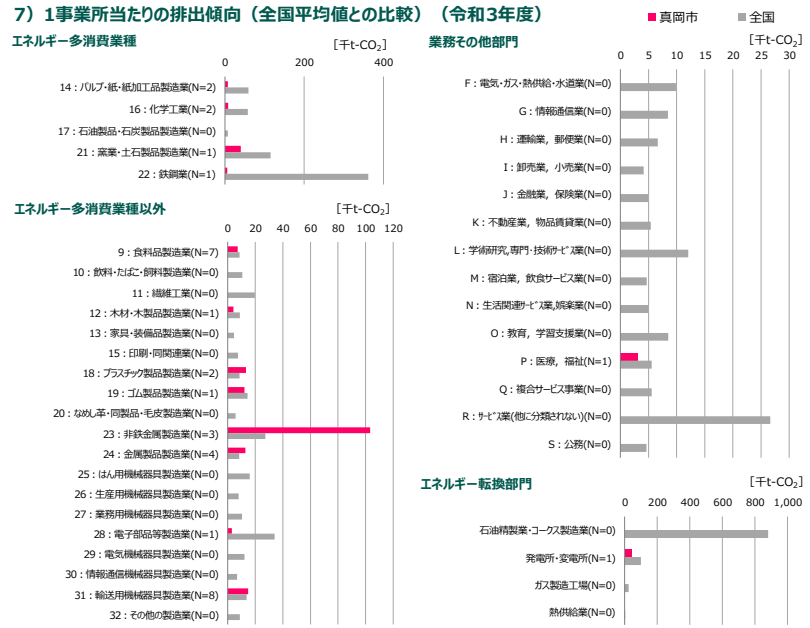 7）1事業所当たりの排出傾向（全国平均値との比較）（令和3年度）
真岡市
全国
エネルギー多消費業種
[千t-CO2]
0 200 400
14：パルプ・紙・紙加工品製造業(N=2)
16：化学工業(N=2)
17：石油製品・石炭製品製造業(N=0)
21：窯業・土石製品製造業(N=1)
22：鉄鋼業(N=1)
エネルギー多消費業種以外
[千t-CO2]
0 20 40 60 80 100 120
9：食料品製造業(N=7)
10：飲料・たばこ・飼料製造業(N=0)
11：繊維工業(N=0)
12：木材・木製品製造業(N=1)
13：家具・装備品製造業(N=0)
15：印刷・同関連業(N=0)
18：プラスチック製品製造業(N=2)
19：ゴム製品製造業(N=1)
20：なめし革・同製品・毛皮製造業(N=0)
23：非鉄金属製造業(N=3)
24：金属製品製造業(N=4)
25：はん用機械器具製造業(N=0)
26：生産用機械器具製造業(N=0)
27：業務用機械器具製造業(N=0)
28：電子部品等製造業(N=1)
29：電気機械器具製造業(N=0)
30：情報通信機械器具製造業(N=0)
31：輸送用機械器具製造業(N=8)
32：その他の製造業(N=0)
業務その他部門
[千t-CO2]
0 5 10 15 20 25 30
F：電気・ガス・熱供給・水道業(N=0)
G：情報通信業(N=0)
H：運輸業，郵便業(N=0)
I：卸売業，小売業(N=0)
J：金融業，保険業(N=0)
K：不動産業，物品賃貸業(N=0)
L：学術研究,専門・技術サービス業(N=0)
M：宿泊業，飲食サービス業(N=0)
N：生活関連サービス業,娯楽業(N=0)
O：教育，学習支援業(N=0)
P：医療，福祉(N=1)
Q：複合サービス事業(N=0)
R：サービス業(他に分類されない)(N=0)
S：公務(N=0)
エネルギー転換部門
[千t-CO2]
0 200 400 600 800 1,000
石油精製業・コークス製造業(N=0)
発電所・変電所(N=1)
ガス製造工場(N=0)
熱供給業(N=0)